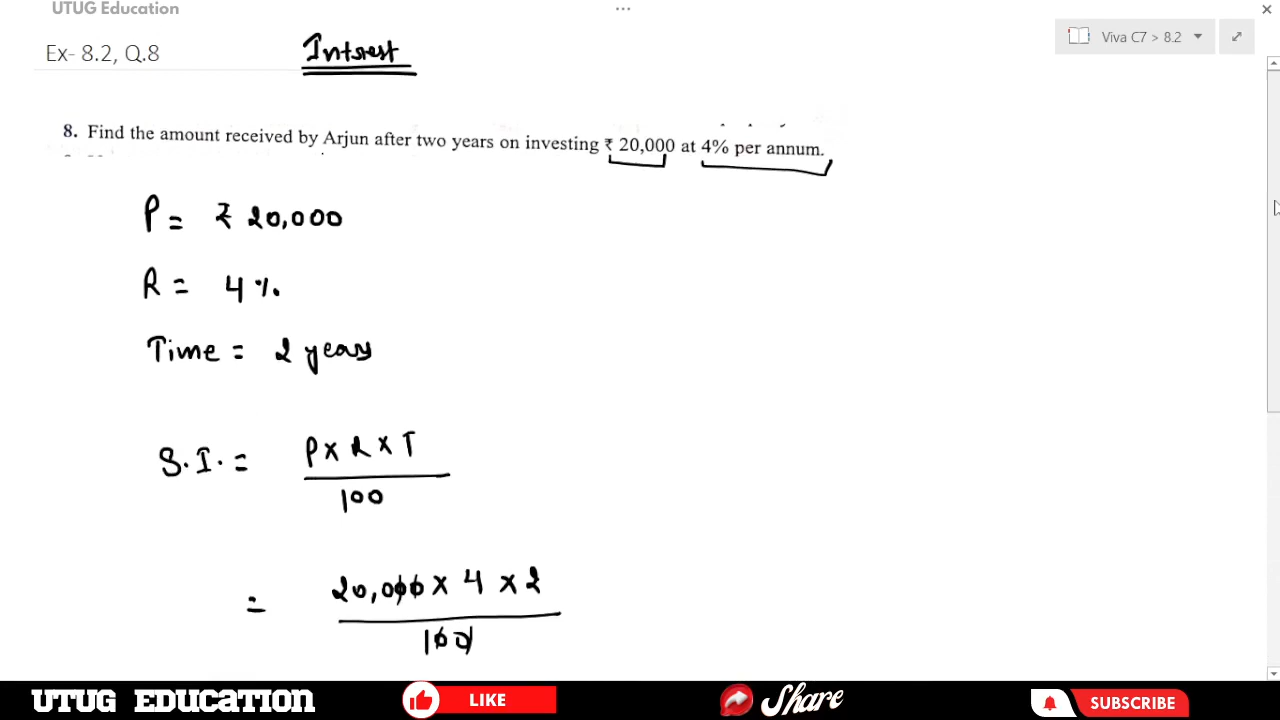 UTUG Education
...
Ex- 8.2, Q.8
Interest
Viva C7 > 8.2
8. Find the amount received by Arjun after two years on investing ₹ 20,000 at 4% per annum.
P = ₹ 20,000
R = 4%
Time = 2 years
S.I. = P x R x T
100
= 20,000 x 4 x 2
100
UTUG EDUCATION
LIKE
Share
SUBSCRIBE